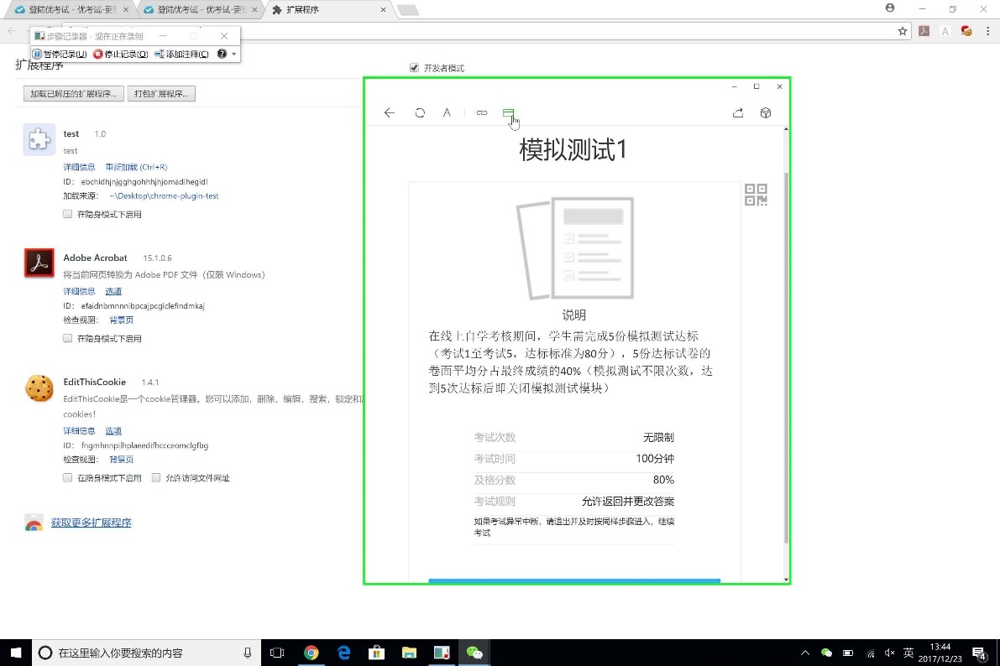 登陆优考试 - 优考试-更
登陆优考试 - 优考试-更
扩展程序
步骤记录器 - 现在正在录制
暂停记录(U)
停止记录(O)
添加注释(C)
扩展程序
开发者模式
加载已解压的扩展程序...
打包扩展程序...
test 1.0
test
详细信息 重新加载 (Ctrl+R)
ID: ebchldhjnjgghgohhhjhjomadlhegidl
加载来源: ~\Desktop\chrome-plugin-test
在隐身模式下启用
Adobe Acrobat 15.1.0.6
将当前网页转换为 Adobe PDF 文件（仅限 Windows）
详细信息 选项
ID: efaidnbmnnnibpcajpcglclefindmkaj
检查视图: 背景页
在隐身模式下启用
EditThisCookie 1.4.1
EditThisCookie是一个cookie管理器。您可以添加，删除，编辑，搜索，锁定和
cookies!
详细信息 选项
ID: fngmhnnpilhplaeedifhccceomclgfbg
检查视图: 背景页
在隐身模式下启用 允许访问文件网址
获取更多扩展程序
A
模拟测试1
说明
在线上自学考核期间，学生需完成5份模拟测试达标
（考试1至考试5，达标标准为80分），5份达标试卷的
卷面平均分占最终成绩的40%（模拟测试不限次数，达
到5次达标后即关闭模拟测试模块）
考试次数 无限制
考试时间 100分钟
及格分数 80%
考试规则 允许返回并更改答案
如果考试异常中断，请退出并及时按同样步骤进入，继续
考试
在这里输入你要搜索的内容
英
13:44
2017/12/23
4